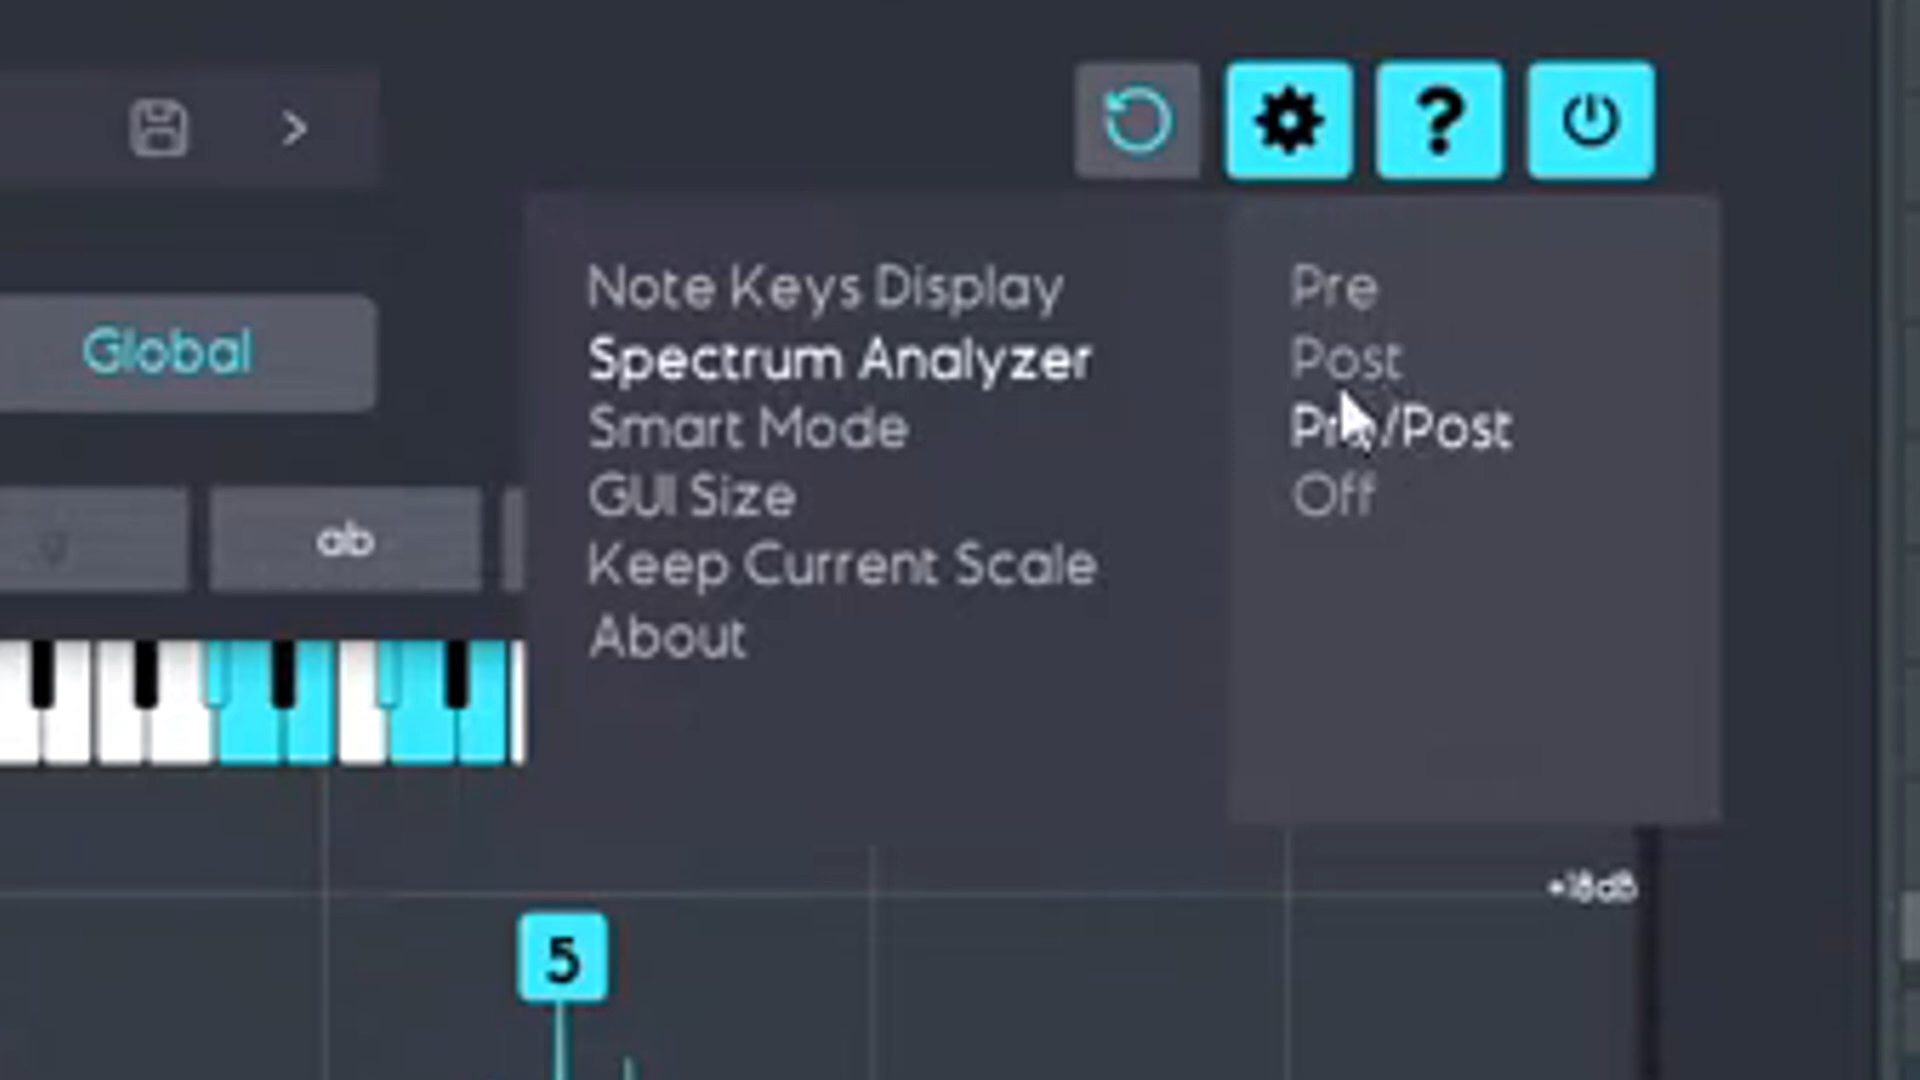 ?
Global
ab
Note Keys Display
Spectrum Analyzer
Smart Mode
GUI Size
Keep Current Scale
About
Pre
Post
Pre/Post
Off
+18dB
5